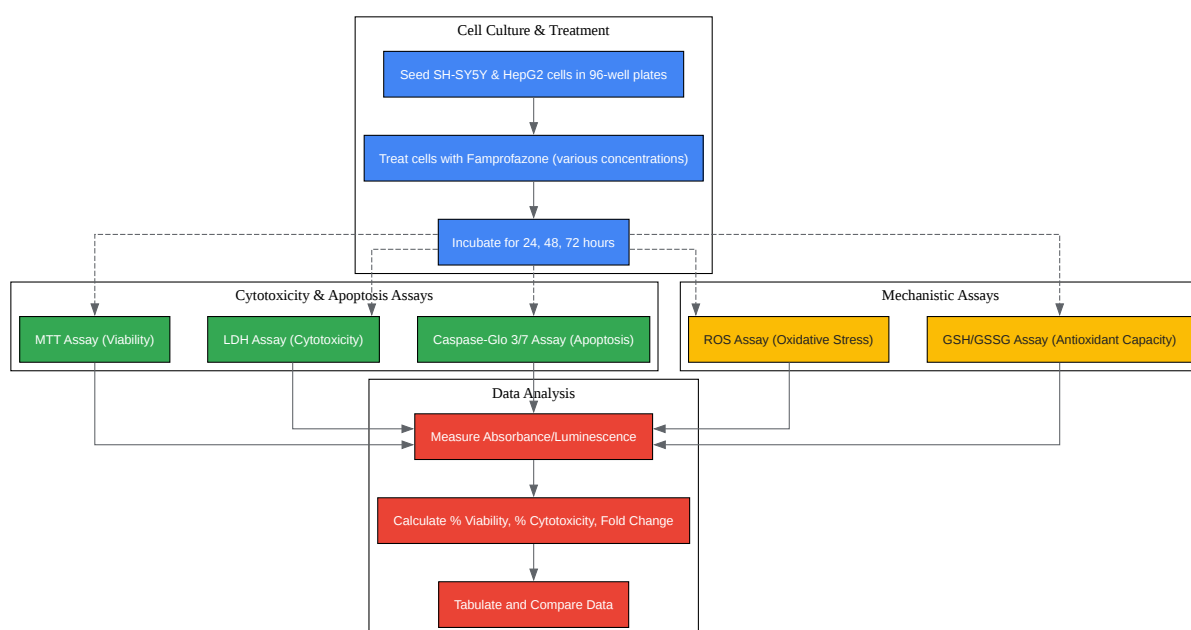 Cell Culture & Treatment
Seed SH-SY5Y & HepG2 cells in 96-well plates
Treat cells with Famprofazone (various concentrations)
Incubate for 24, 48, 72 hours
Cytotoxicity & Apoptosis Assays
MTT Assay (Viability)
LDH Assay (Cytotoxicity)
Caspase-Glo 3/7 Assay (Apoptosis)
Mechanistic Assays
ROS Assay (Oxidative Stress)
GSH/GSSG Assay (Antioxidant Capacity)
Data Analysis
Measure Absorbance/Luminescence
Calculate % Viability, % Cytotoxicity, Fold Change
Tabulate and Compare Data